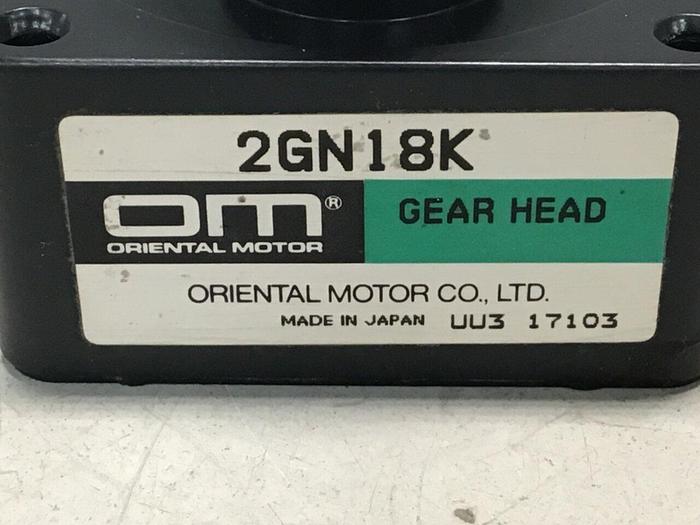 2GN18K
om®
ORIENTAL MOTOR
GEAR HEAD
ORIENTAL MOTOR CO., LTD.
MADE IN JAPAN UU3 17103